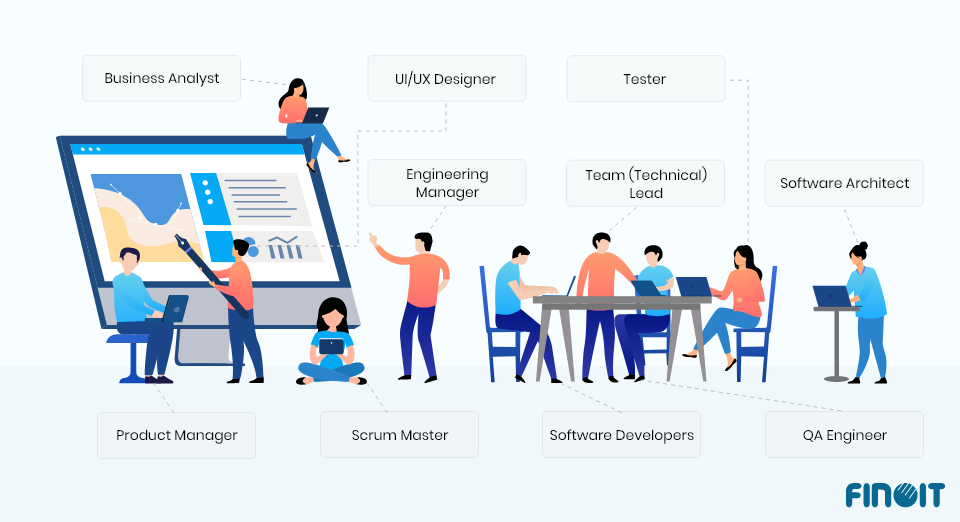 Business Analyst
UI/UX Designer
Tester
Engineering
Manager
Team (Technical)
Lead
Software Architect
Product Manager
Scrum Master
Software Developers
QA Engineer
FINOIT